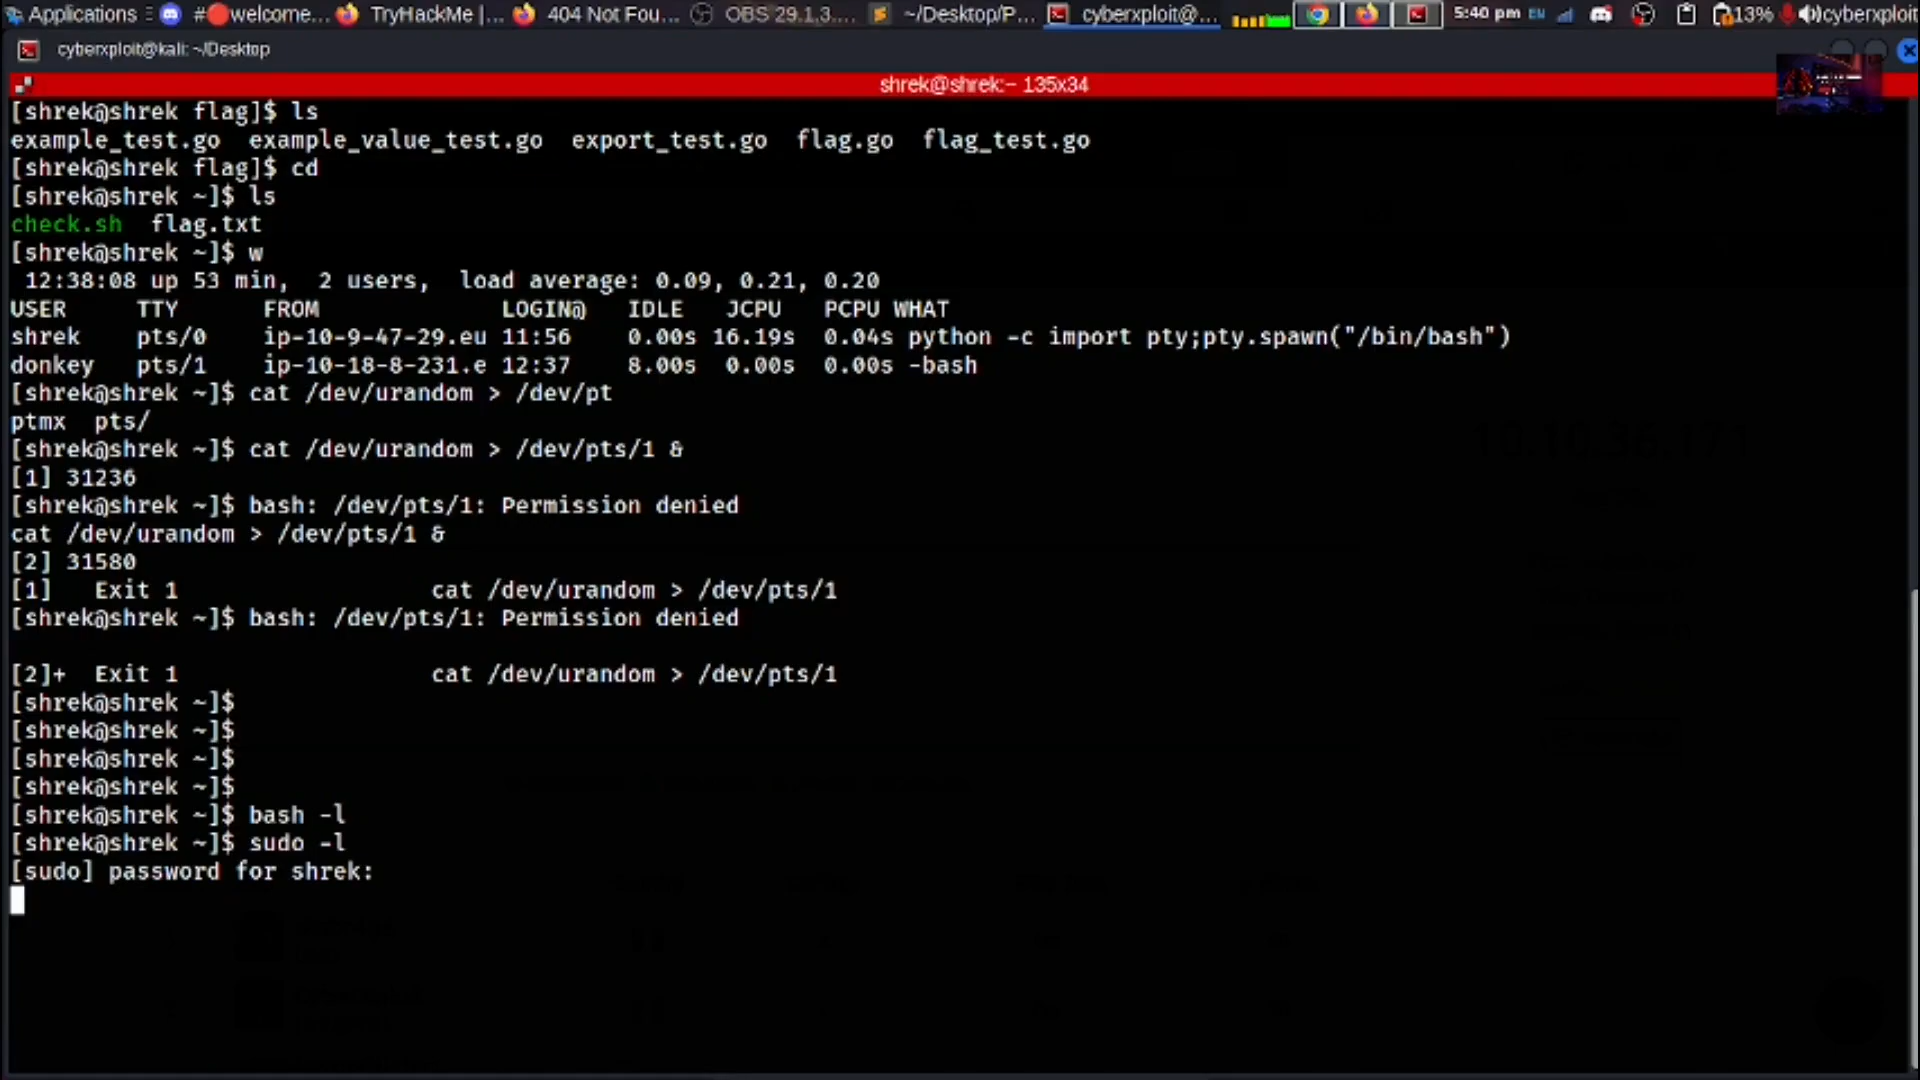 Applications #welcome... TryHackMe |... 404 Not Fou... OBS 29.1.3.... ~/Desktop/P... cyberxploit@... 5:40 pm EN 13% cyberxploit
cyberxploit@kali: ~/Desktop
shrek@shrek:~ 135x34
[shrek@shrek flag]$ ls
example_test.go example_value_test.go export_test.go flag.go flag_test.go
[shrek@shrek flag]$ cd
[shrek@shrek ~]$ ls
check.sh flag.txt
[shrek@shrek ~]$ w
12:38:08 up 53 min, 2 users, load average: 0.09, 0.21, 0.20
USER TTY FROM LOGIN@ IDLE JCPU PCPU WHAT
shrek pts/0 ip-10-9-47-29.eu 11:56 0.00s 16.19s 0.04s python -c import pty;pty.spawn("/bin/bash")
donkey pts/1 ip-10-18-8-231.e 12:37 8.00s 0.00s 0.00s -bash
[shrek@shrek ~]$ cat /dev/urandom > /dev/pt
ptmx pts/
[shrek@shrek ~]$ cat /dev/urandom > /dev/pts/1 &
[1] 31236
[shrek@shrek ~]$ bash: /dev/pts/1: Permission denied
cat /dev/urandom > /dev/pts/1 &
[2] 31580
[1] Exit 1 cat /dev/urandom > /dev/pts/1
[shrek@shrek ~]$ bash: /dev/pts/1: Permission denied
[2]+ Exit 1 cat /dev/urandom > /dev/pts/1
[shrek@shrek ~]$
[shrek@shrek ~]$
[shrek@shrek ~]$
[shrek@shrek ~]$
[shrek@shrek ~]$ bash -l
[shrek@shrek ~]$ sudo -l
[sudo] password for shrek: